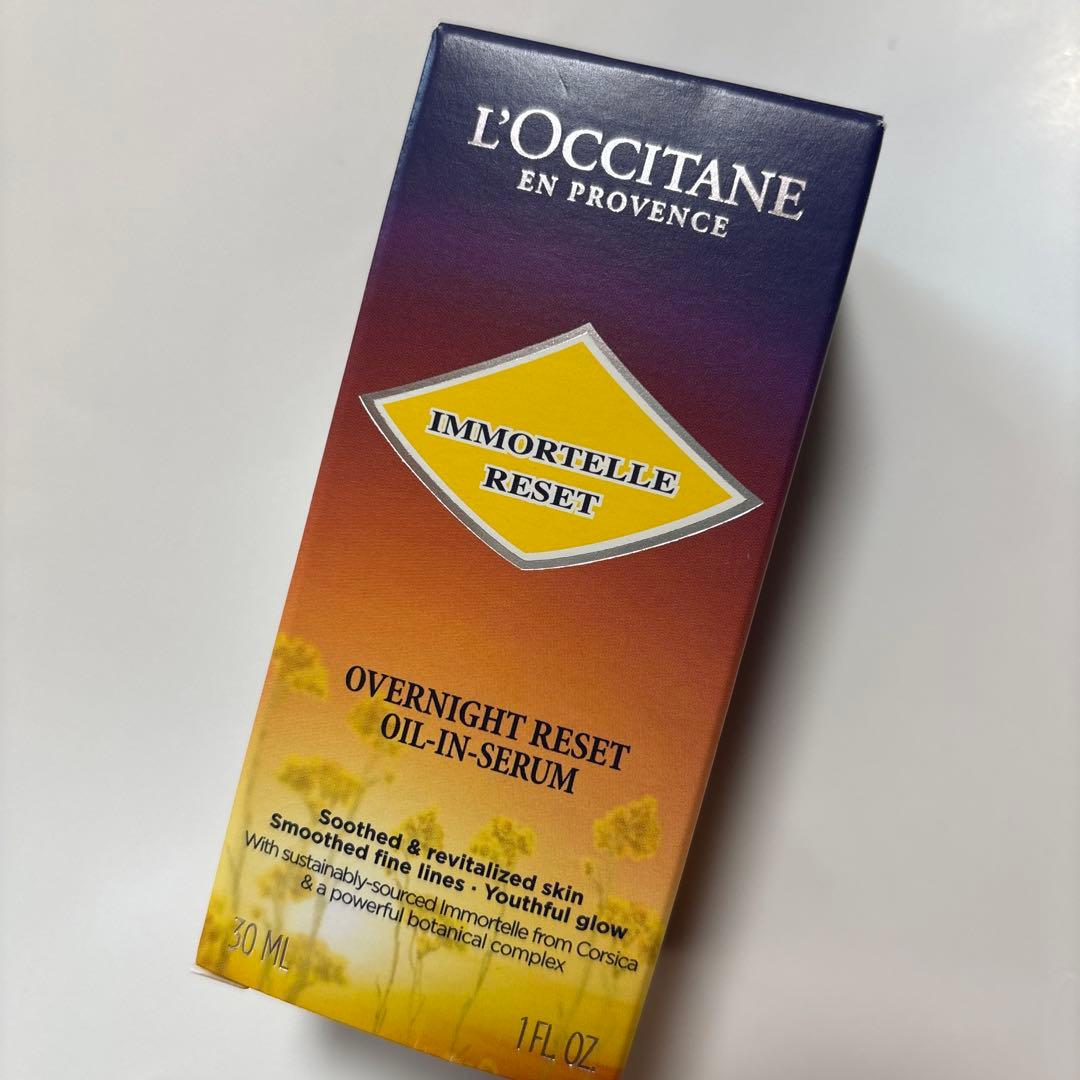 L'OCCITANE
EN PROVENCE
IMMORTELLE
RESET
OVERNIGHT RESET
OIL-IN-SERUM
Soothed & revitalized skin
Smoothed fine lines · Youthful glow
With sustainably-sourced Immortelle from Corsica
& a powerful botanical complex
30 ML
1 FL. OZ.